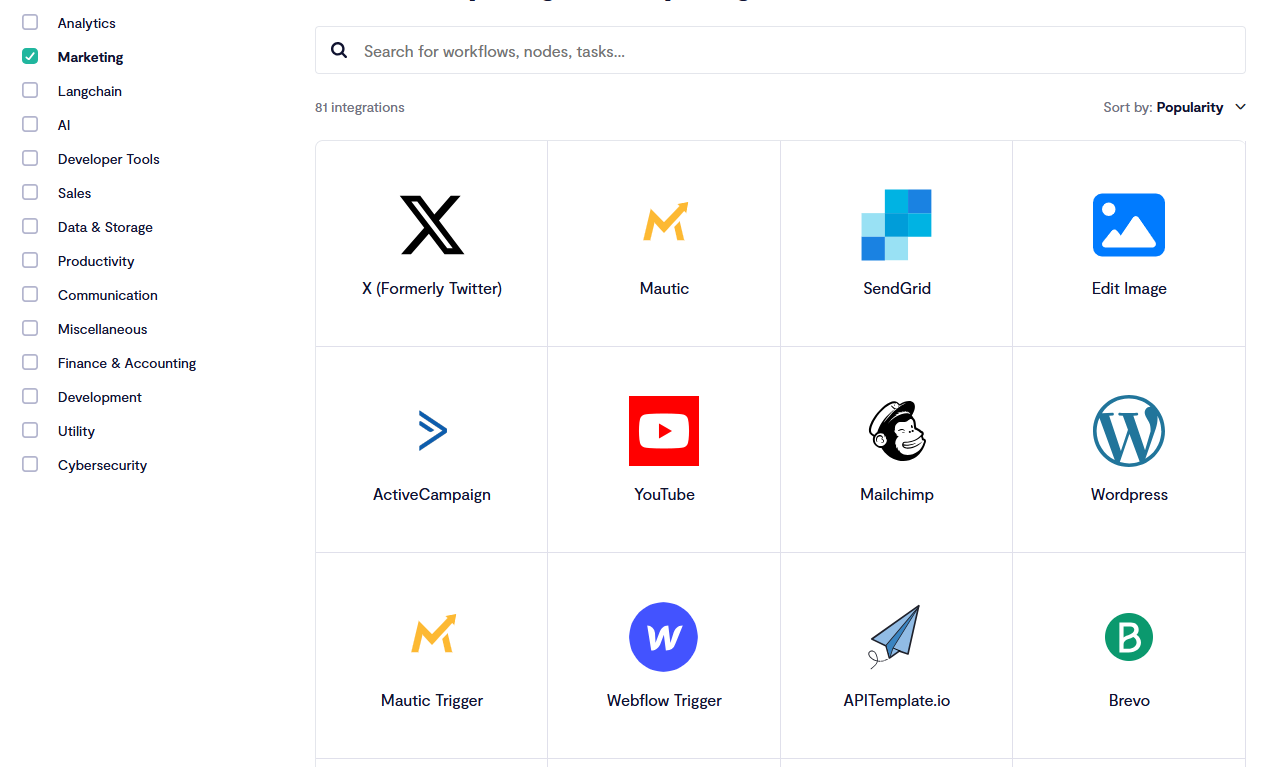 Analytics
Marketing
Langchain
AI
Developer Tools
Sales
Data & Storage
Productivity
Communication
Miscellaneous
Finance & Accounting
Development
Utility
Cybersecurity
Search for workflows, nodes, tasks...
81 integrations
Sort by: Popularity
X (Formerly Twitter)
Mautic
SendGrid
Edit Image
ActiveCampaign
YouTube
Mailchimp
Wordpress
Mautic Trigger
Webflow Trigger
APITemplate.io
Brevo